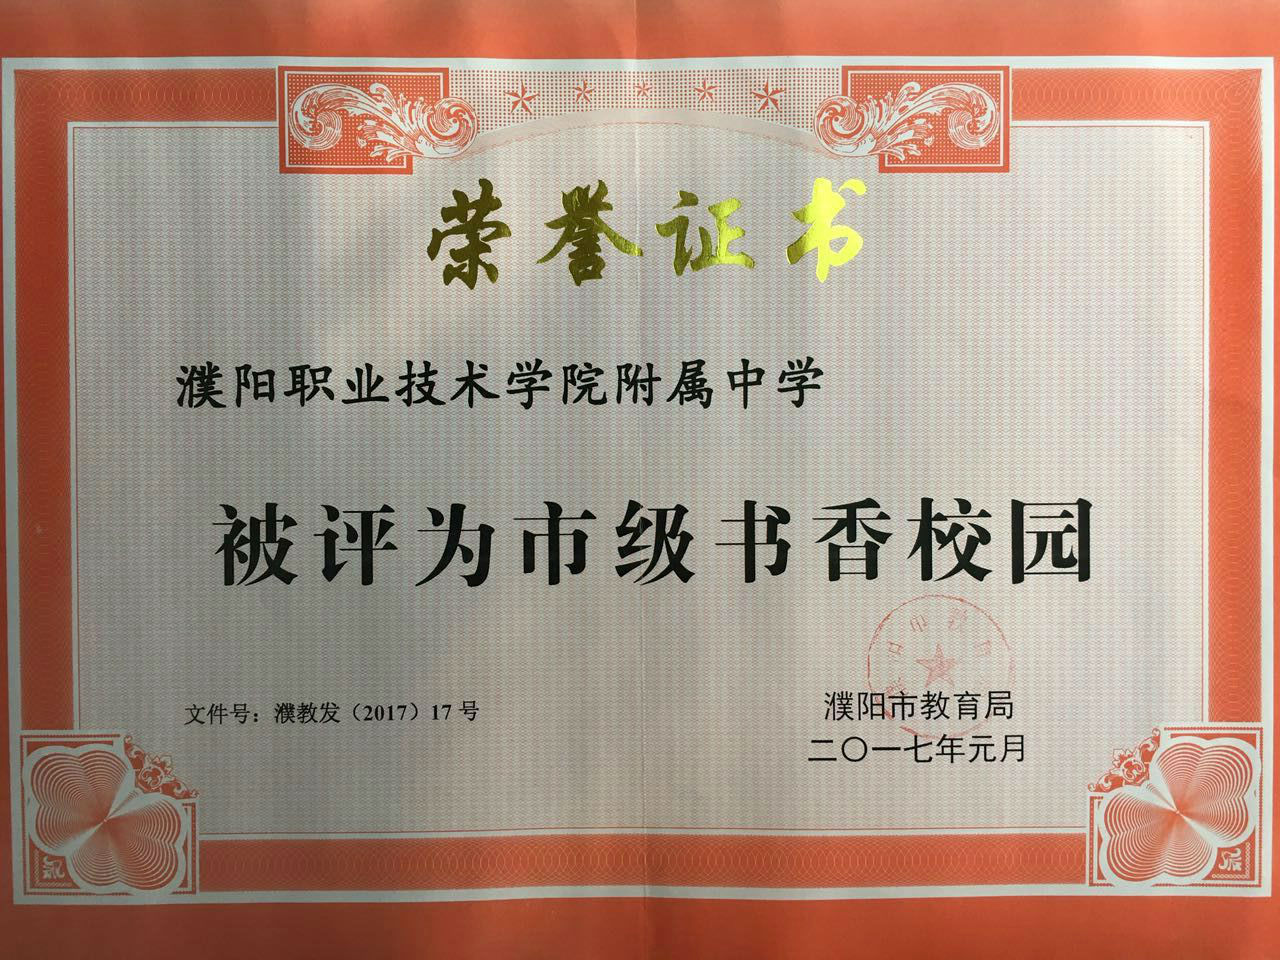 荣誉证书
濮阳职业技术学院附属中学
被评为市级书香校园
文件号：濮教发（2017）17号
濮阳市教育局
二〇一七年元月